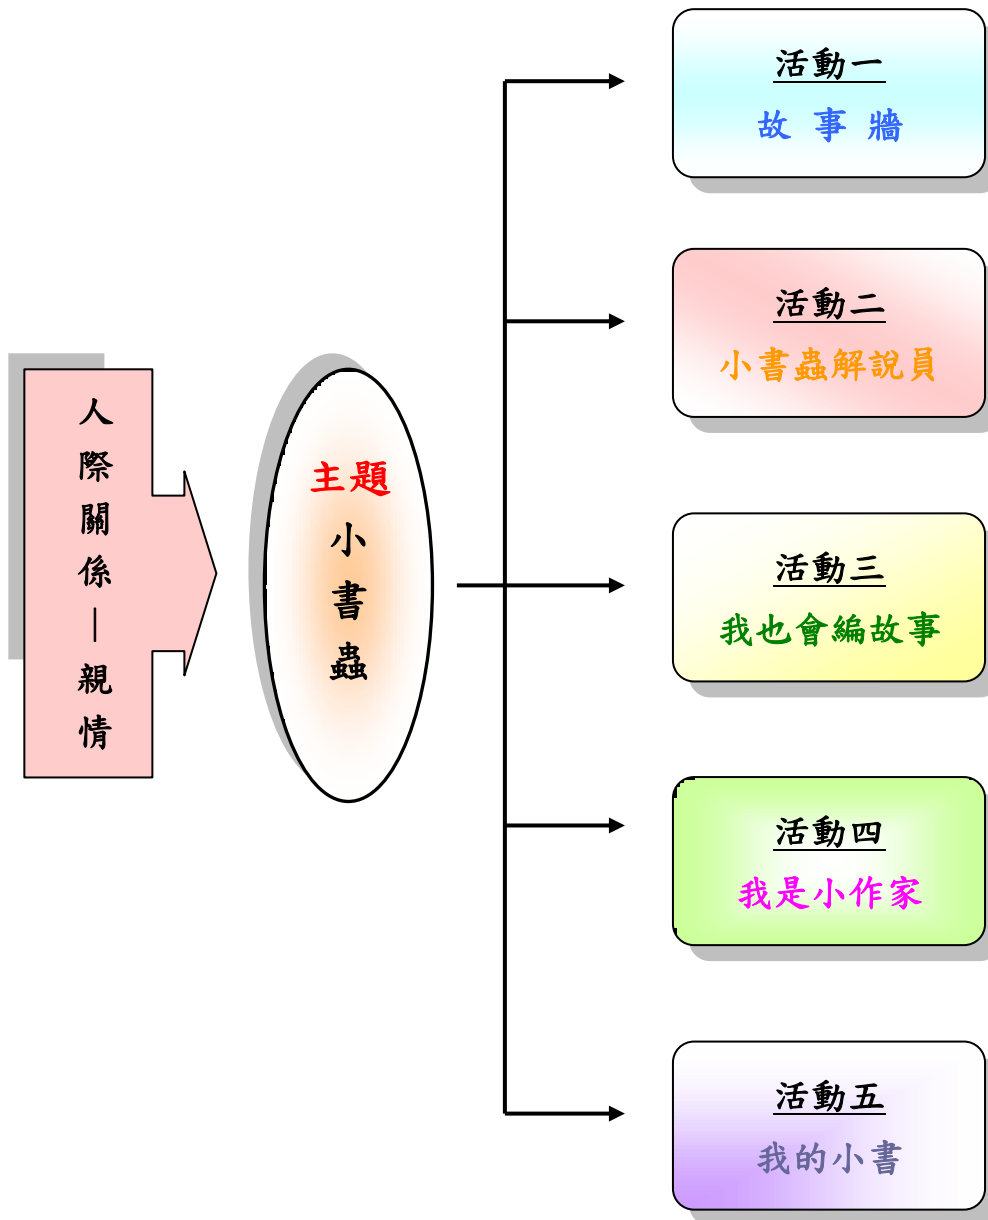 人際關係｜親情
主題
小書蟲
活動一
故 事 牆
活動二
小書蟲解說員
活動三
我也會編故事
活動四
我是小作家
活動五
我的小書